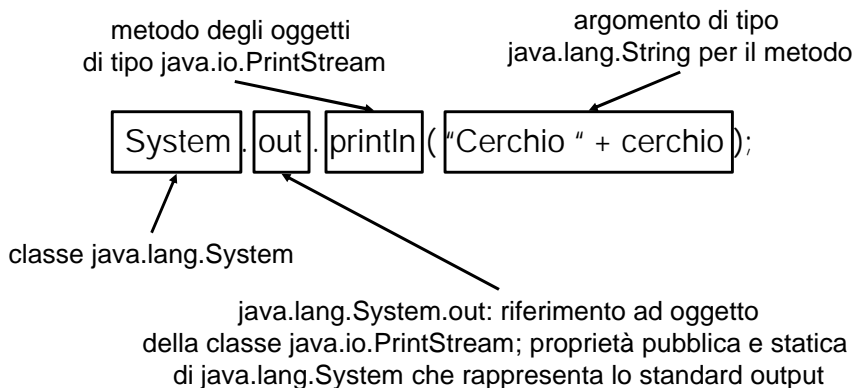 metodo degli oggetti
di tipo java.io.PrintStream
argomento di tipo
java.lang.String per il metodo
System.out.println("Cerchio " + cerchio);
classe java.lang.System
java.lang.System.out: riferimento ad oggetto
della classe java.io.PrintStream; proprietà pubblica e statica
di java.lang.System che rappresenta lo standard output